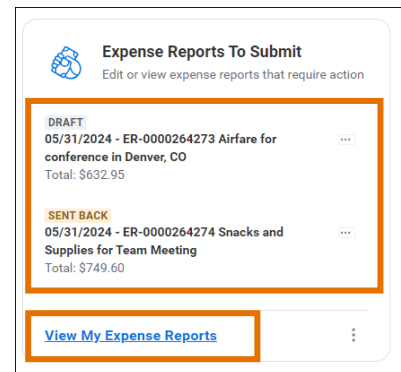 Expense Reports To Submit
Edit or view expense reports that require action
DRAFT
05/31/2024 - ER-0000264273 Airfare for
conference in Denver, CO
Total: $632.95
SENT BACK
05/31/2024 - ER-0000264274 Snacks and
Supplies for Team Meeting
Total: $749.60
View My Expense Reports